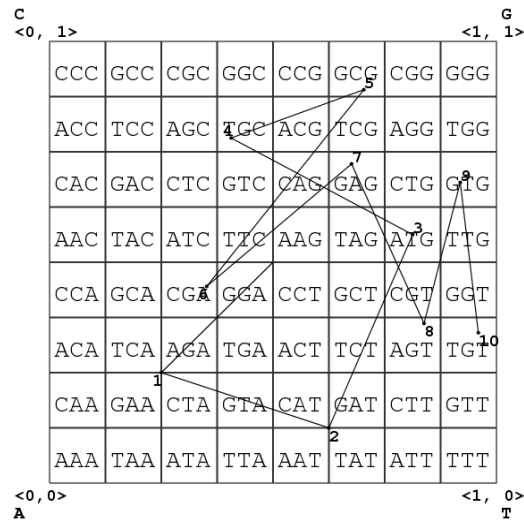 C G
<0, 1> <1, 1>
CCC GCC CGC GGC CCG GCG CGG GGG
5
ACC TCC AGC TGC ACG TCG AGG TGG
4
7
CAC GAC CTC GTC CAG GAG CTG GTG
9
3
AAC TAC ATC TTC AAG TAG ATG TTG
CCA GCA CGA GGA CCT GCT CGT GGT
6
8 10
ACA TCA AGA TGA ACT TCT AGT TGT
1
CAA GAA CTA GTA CAT GAT CTT GTT
2
AAA TAA ATA TTA AAT TAT ATT TTT
<0,0> <1, 0>
A T